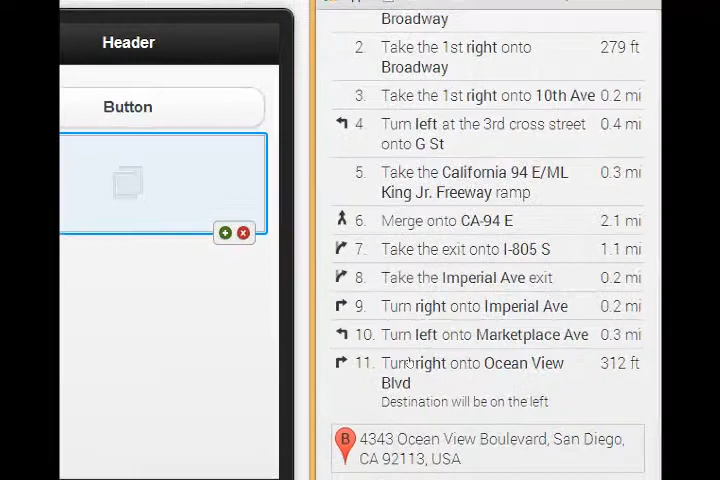 Header
Button
Broadway
2. Take the 1st right onto 279 ft
Broadway
3. Take the 1st right onto 10th Ave 0.2 mi
4. Turn left at the 3rd cross street 0.4 mi
onto G St
5. Take the California 94 E/ML 0.3 mi
King Jr. Freeway ramp
6. Merge onto CA-94 E 2.1 mi
7. Take the exit onto I-805 S 1.1 mi
8. Take the Imperial Ave exit 0.2 mi
9. Turn right onto Imperial Ave 0.2 mi
10. Turn left onto Marketplace Ave 0.3 mi
11. Turn right onto Ocean View 312 ft
Blvd
Destination will be on the left
B 4343 Ocean View Boulevard, San Diego,
CA 92113, USA